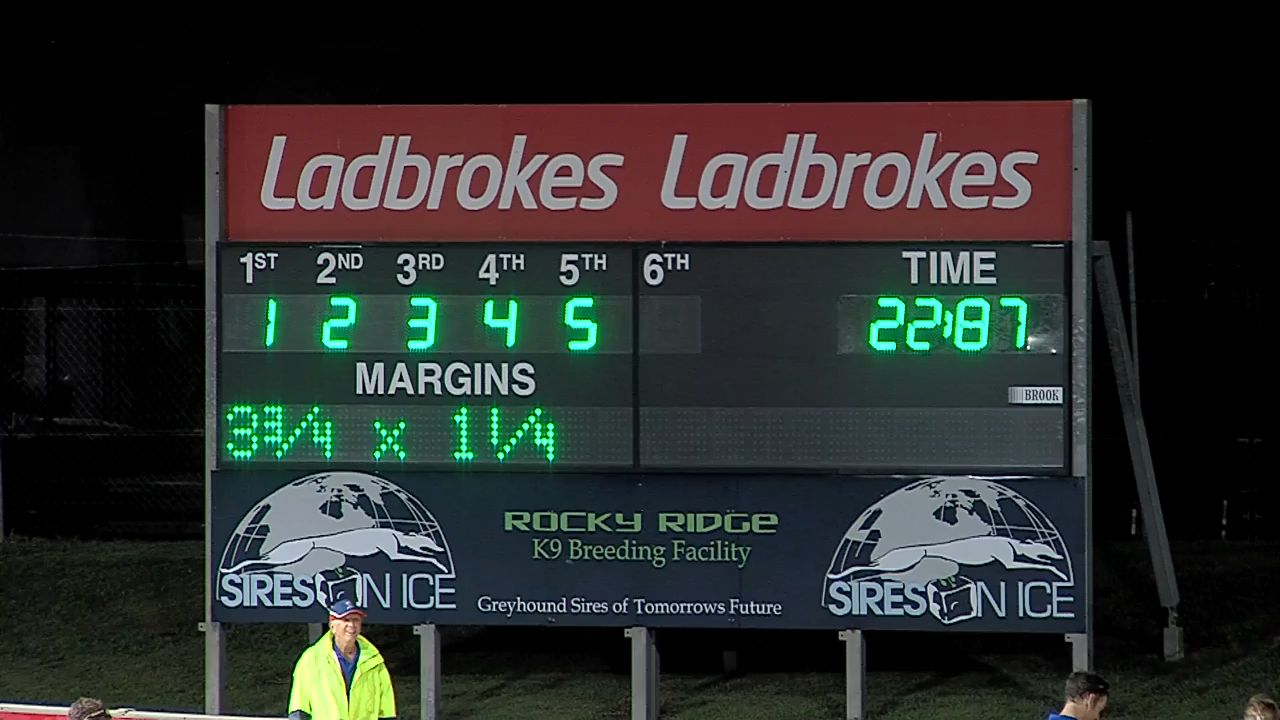 Ladbrokes Ladbrokes
1ST 2ND 3RD 4TH 5TH 6TH TIME
1 2 3 4 5 22:87
MARGINS
BROOK
3 3/4 x 1 1/4
ROCKY RIDGE
K9 Breeding Facility
SIRES ON ICE
Greyhound Sires of Tomorrows Future
SIRES ON ICE